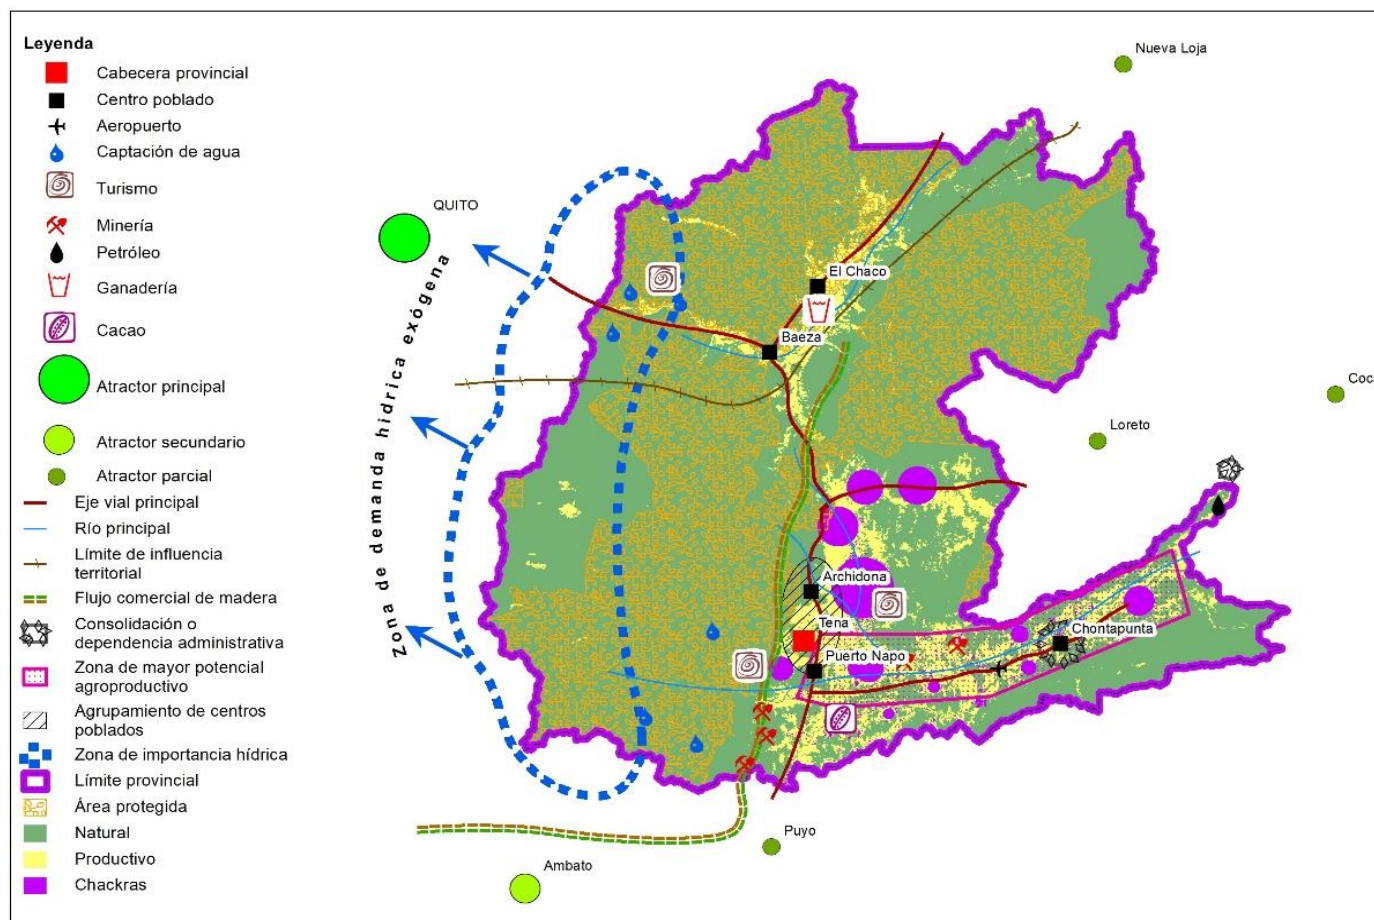 Leyenda
Cabecera provincial
Centro poblado
Aeropuerto
Captación de agua
Turismo
Minería
Petróleo
Ganadería
Cacao
Atractor principal
Atractor secundario
Atractor parcial
Eje vial principal
Río principal
Límite de influencia
territorial
Flujo comercial de madera
Consolidación o
dependencia administrativa
Zona de mayor potencial
agroproductivo
Agrupamiento de centros
poblados
Zona de importancia hídrica
Límite provincial
Área protegida
Natural
Productivo
Chackras
Nueva Loja
QUITO
Zona de demanda hídrica exógena
El Chaco
Baeza
Loreto
Archidona
Tena
Chontapunta
Puerto Napo
Puyo
Ambato